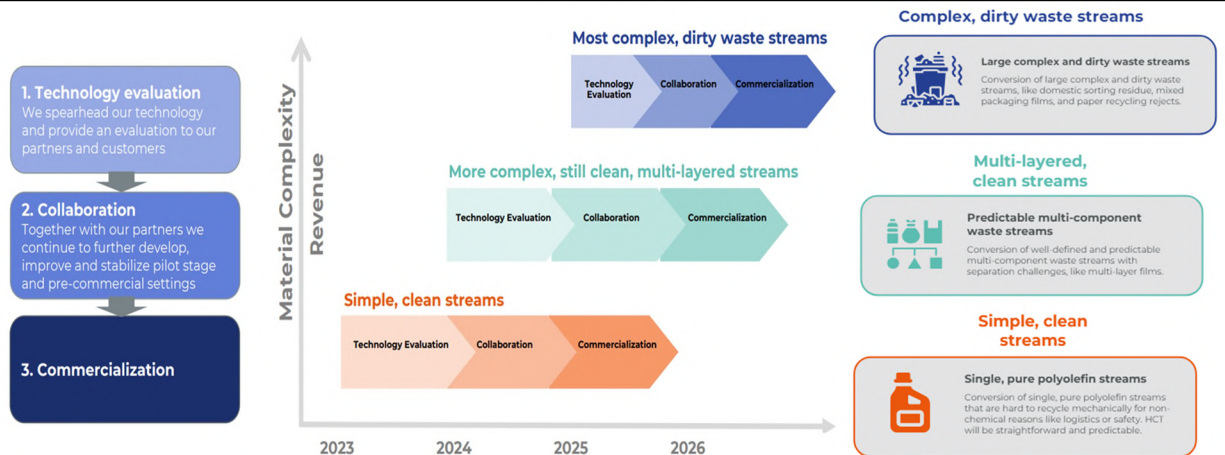 1. Technology evaluation
We spearhead our technology
and provide an evaluation to our
partners and customers
2. Collaboration
Together with our partners we
continue to further develop,
improve and stabilize pilot stage
and pre-commercial settings
3. Commercialization
Material Complexity
Revenue
Most complex, dirty waste streams
Technology
Evaluation
Collaboration
Commercialization
More complex, still clean, multi-layered streams
Technology Evaluation
Collaboration
Commercialization
Simple, clean streams
Technology Evaluation
Collaboration
Commercialization
2023
2024
2025
2026
Complex, dirty waste streams
Large complex and dirty waste streams
Conversion of large complex and dirty waste
streams, like domestic sorting residue, mixed
packaging films, and paper recycling rejects.
Multi-layered,
clean streams
Predictable multi-component
waste streams
Conversion of well-defined and predictable
multi-component waste streams with
separation challenges, like multi-layer films.
Simple, clean
streams
Single, pure polyolefin streams
Conversion of single, pure polyolefin streams
that are hard to recycle mechanically for non-
chemical reasons like logistics or safety. HCT
will be straightforward and predictable.